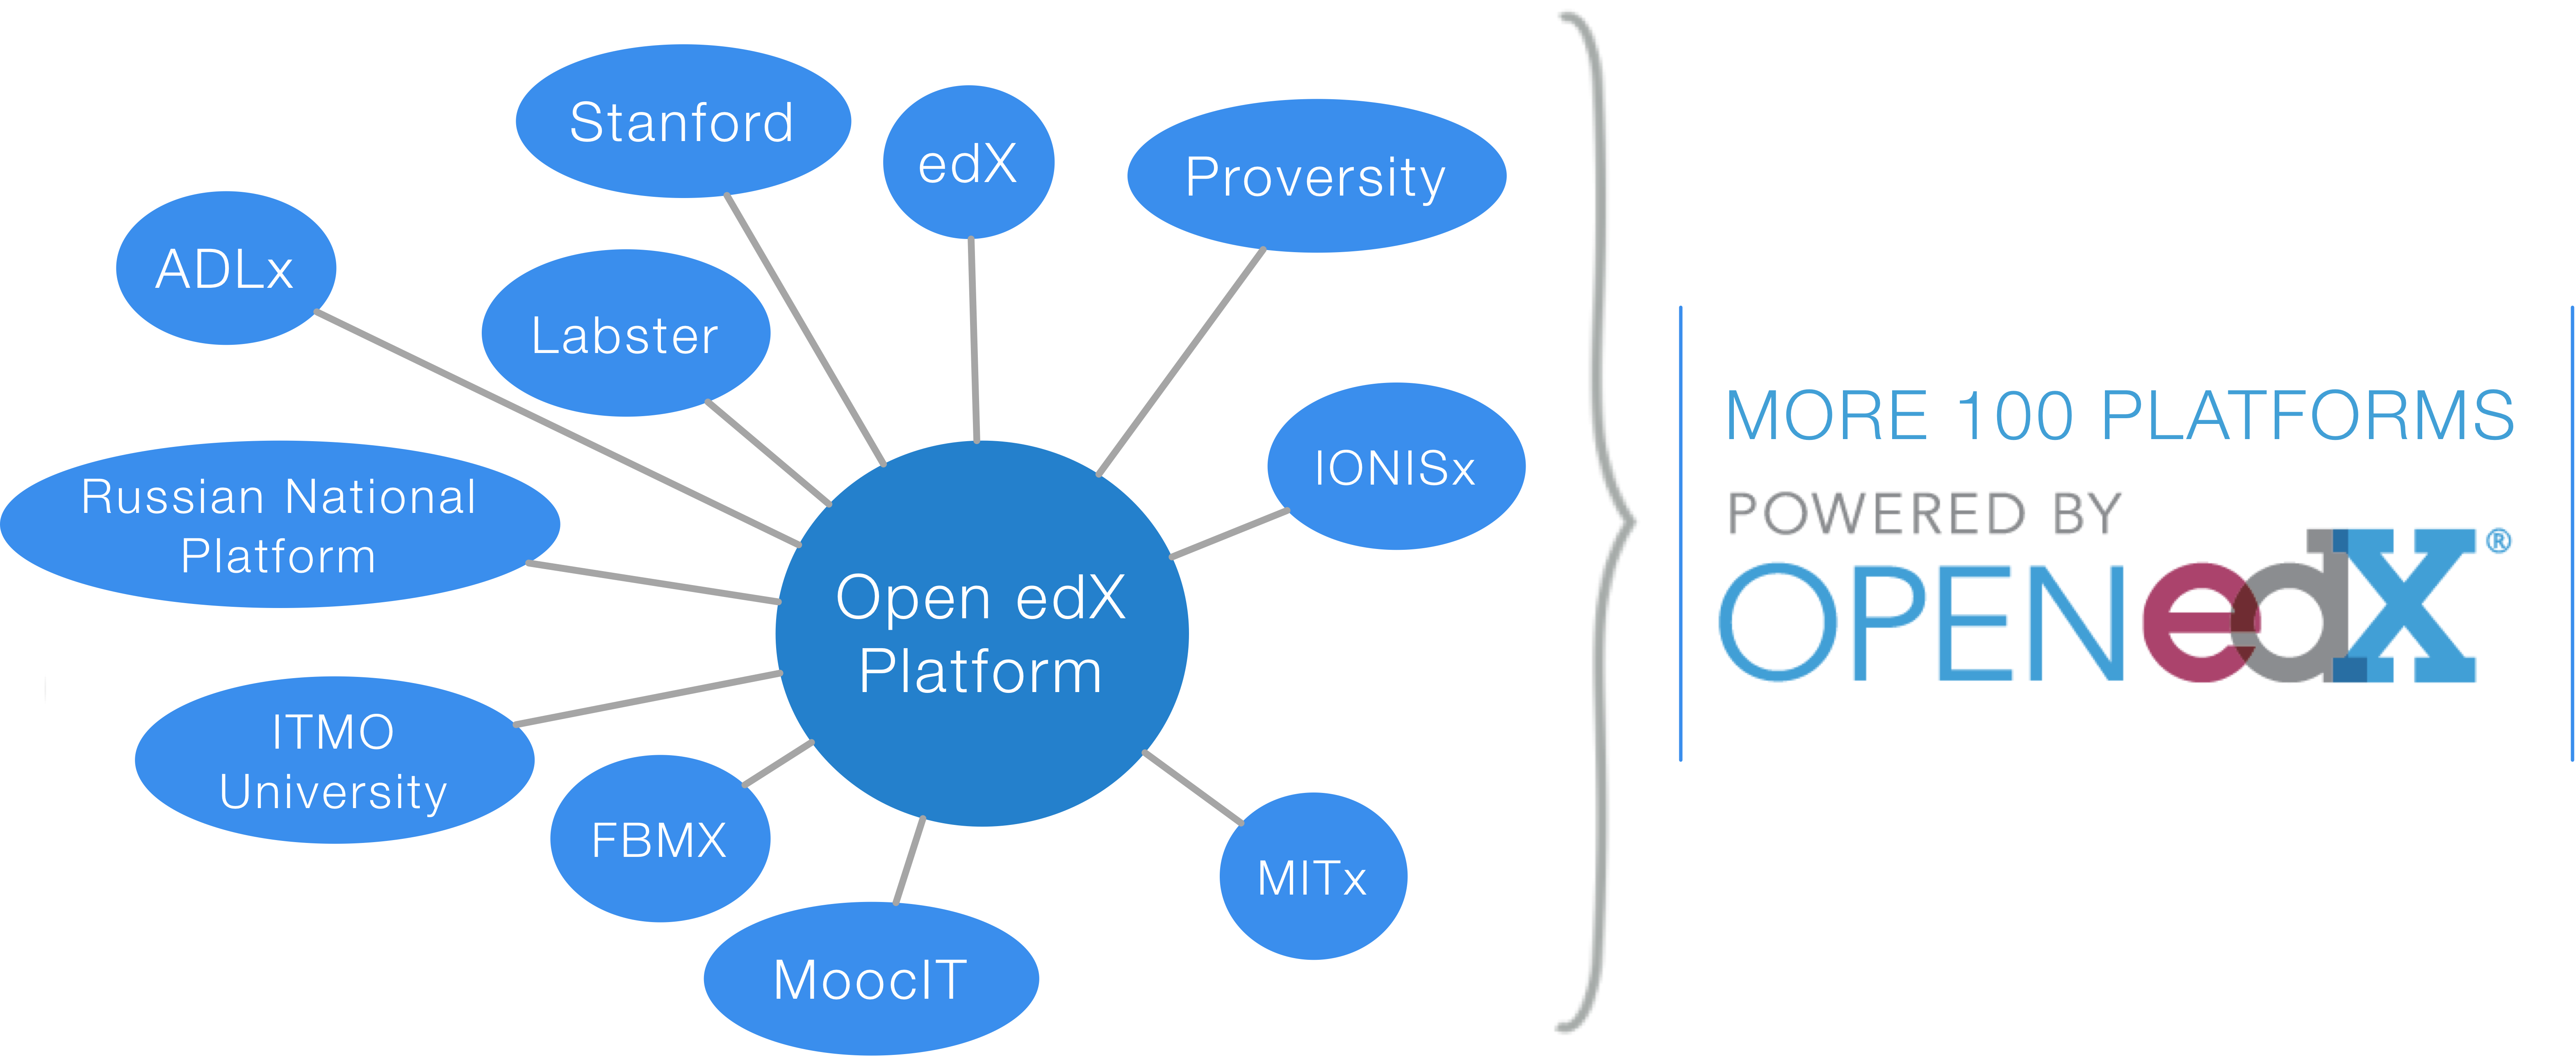 Stanford
edX
Proversity
ADLx
Labster
IONISx
Russian National
Platform
Open edX
Platform
ITMO
University
FBMX
MITx
MoocIT
MORE 100 PLATFORMS
POWERED BY
OPENedX®